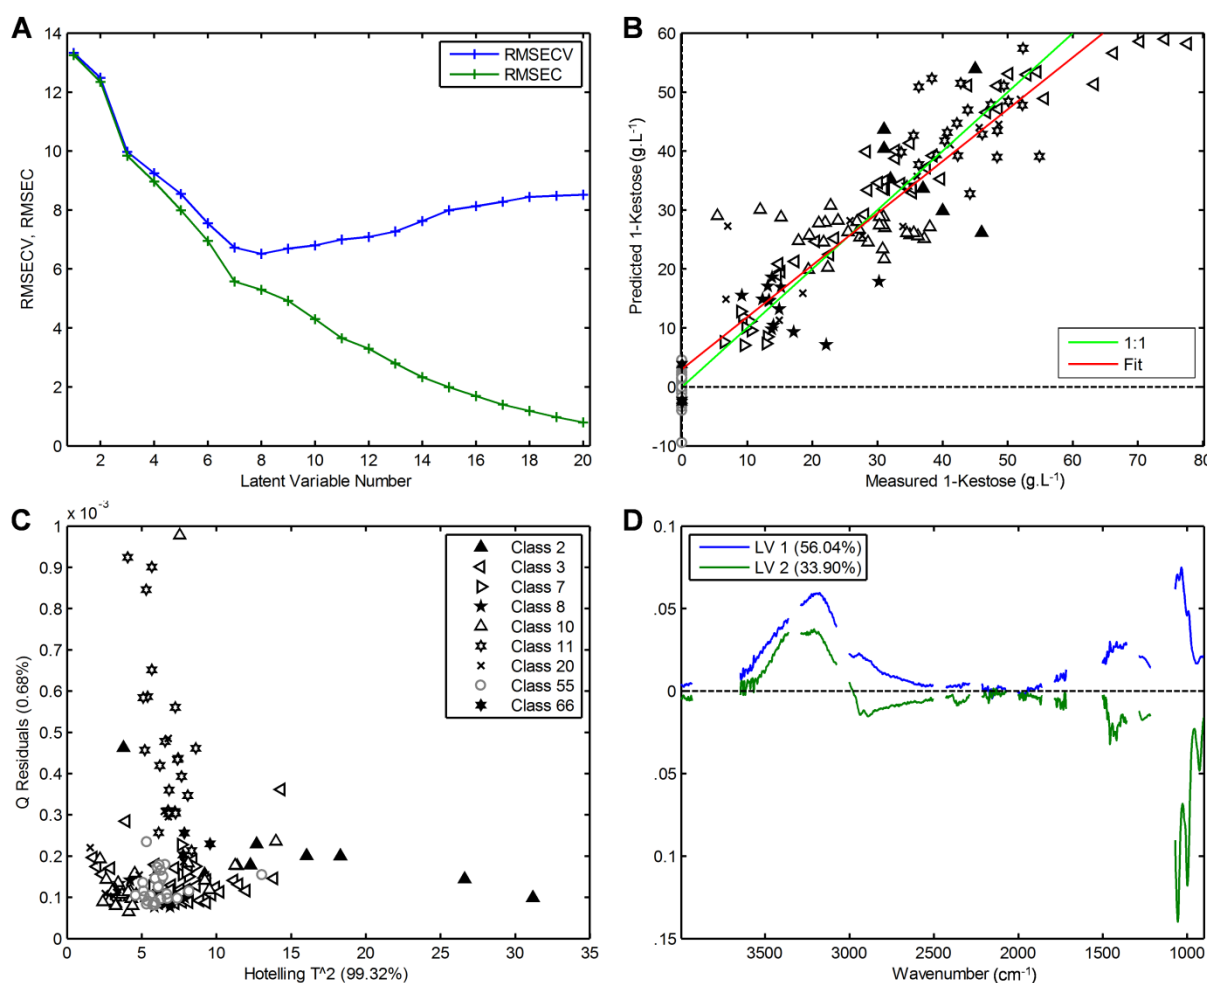 A
14
12
10
8
6
4
2
0
RMSECV, RMSEC
RMSECV
RMSEC
2 4 6 8 10 12 14 16 18 20
Latent Variable Number
B
60
50
40
30
20
10
0
-10
Predicted 1-Kestose (g.L⁻¹)
1:1
Fit
0 10 20 30 40 50 60 70 80
Measured 1-Kestose (g.L⁻¹)
C
x 10⁻³
1
0.9
0.8
0.7
0.6
0.5
0.4
0.3
0.2
0.1
0
Q Residuals (0.68%)
Class 2
Class 3
Class 7
Class 8
Class 10
Class 11
Class 20
Class 55
Class 66
0 5 10 15 20 25 30 35
Hotelling T^2 (99.32%)
D
0.1
.05
0
.05
0.1
.15
LV 1 (56.04%)
LV 2 (33.90%)
3500 3000 2500 2000 1500 1000
Wavenumber (cm⁻¹)